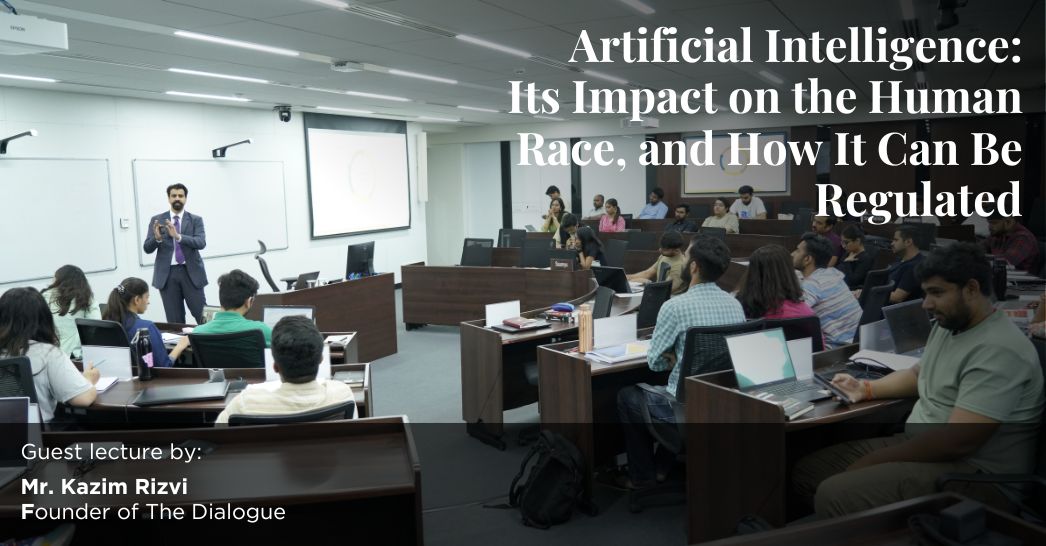 EPSON
Artificial Intelligence:
Its Impact on the Human
Race, and How It Can Be
Regulated
Guest lecture by:
Mr. Kazim Rizvi
Founder of The Dialogue